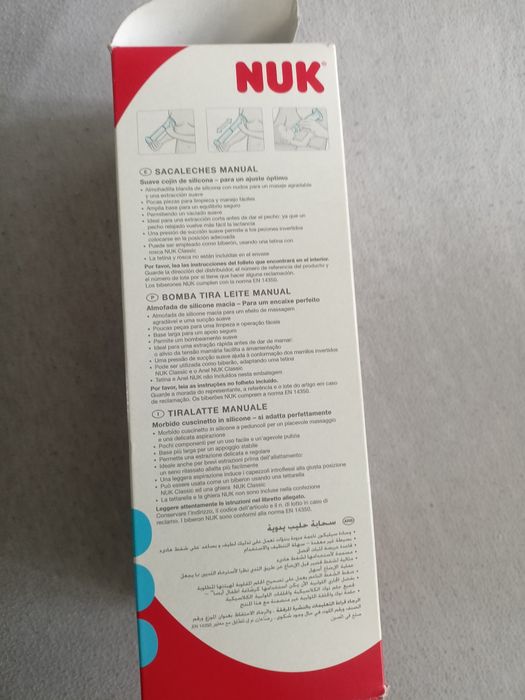 NUK
E SACALECHES MANUAL
Suave cojín de silicona – para un ajuste óptimo
• Almohadilla blanda de silicona con nudos para un masaje agradable
y una extracción suave
• Pocas piezas para limpieza y manejo fáciles
• Amplia base para un equilibrio seguro
• Permitiendo un vaciado suave
• Ideal para una extracción corta antes de dar el pecho: ya que un
pecho relajado vuelve más fácil la lactancia
• Una presión de succión suave permite a los pezones invertidos
colocarse en la posición adecuada
• Puede ser empleado como biberón, usando una tetina con
rosca NUK Classic
• La tetina y rosca no están incluidas en el envase
Por favor, lea las instrucciones del folleto que encontrará en el interior.
Guarde la dirección del distribuidor, el número de referencia del producto y
el número de lote por si tiene que hacer alguna reclamación.
Los biberones NUK cumplen con la norma EN 14350.
P BOMBA TIRA LEITE MANUAL
Almofada de silicone macia – Para um encaixe perfeito
• Almofada de silicone macia para um efeito de massagem
agradável e uma sucção suave
• Poucas peças para uma limpeza e operação fáceis
• Base larga para um apoio seguro
• Permite um bombeamento suave
• Ideal para uma extração rápida antes de dar de mamar:
o alívio da tensão mamária facilita a amamentação
• Uma pressão de sucção suave ajuda à conformação dos mamilos invertidos
• Pode ser utilizada como biberão, adaptando uma tetina
NUK Classic e o Anel NUK Classic
• Tetina e Anel NUK não incluídos nesta embalagem
Por favor, leia as instruções no folheto incluído.
Guarde a morada do representante, a referência e o lote do artigo em caso
de reclamação. Os biberões NUK cumprem a norma EN 14350.
I TIRALATTE MANUALE
Morbido cuscinetto in silicone – si adatta perfettamente
• Morbido cuscinetto in silicone a peduncoli per un piacevole massaggio
e una delicata aspirazione
• Pochi componenti per un uso facile e un'agevole pulizia
• Base più larga per un appoggio stabile
• Permette una estrazione delicata e regolare
• Ideale anche per brevi estrazioni prima dell'allattamento:
un seno rilassato allatta più facilmente
• Una leggera aspirazione induce i capezzoli introflessi alla giusta posizione
• Può essere usata come un biberon usando una tettarella
NUK Classic ed una ghiera NUK Classic
• La tettarella e la ghiera NUK non sono incluse nella confezione
Leggere attentamente le istruzioni nel libretto allegato.
Conservare l'indirizzo, il codice dell'articolo e il n. di lotto in caso di
reclamo. I biberon NUK sono conformi alla norma EN 14350.
سحابة حليب يدوية